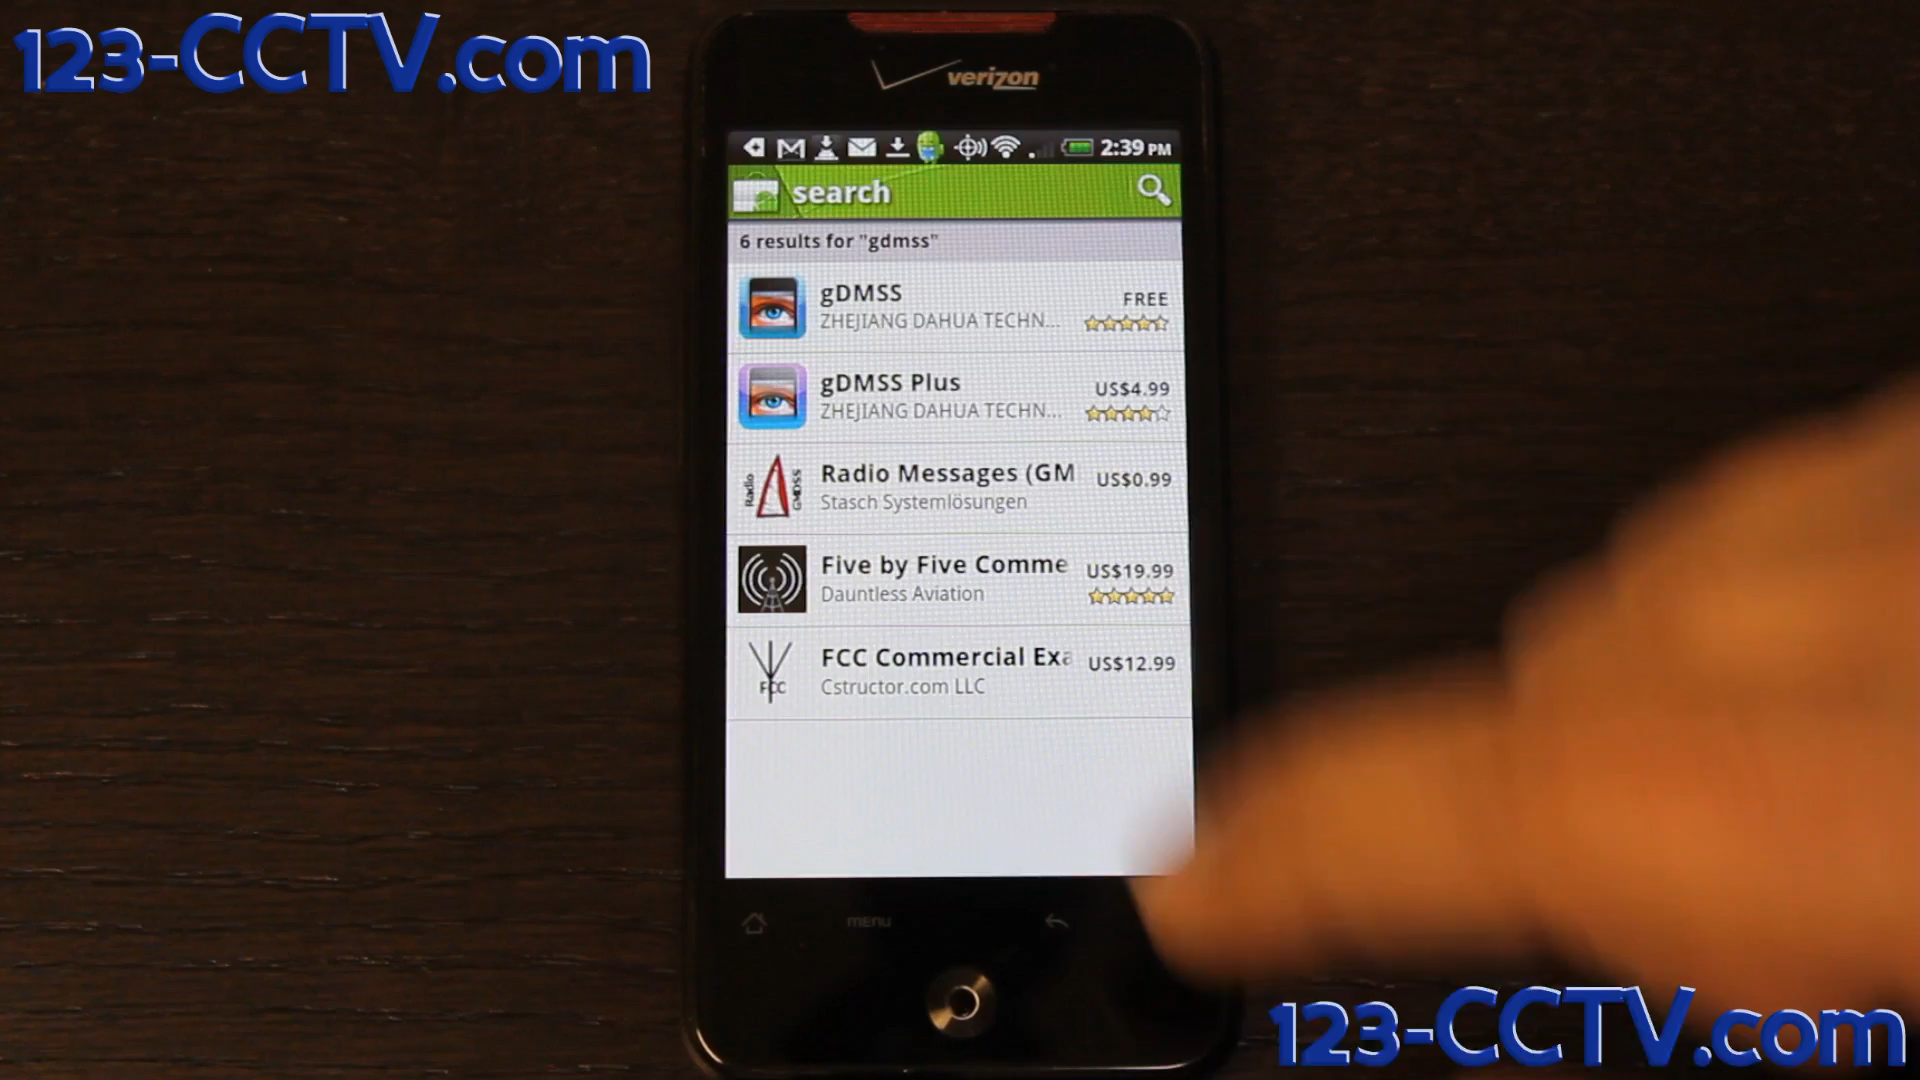 123-CCTV.com
verizon
2:39 PM
search
6 results for "gdmss"
gDMSS
FREE
ZHEJIANG DAHUA TECHN...
gDMSS Plus
US$4.99
ZHEJIANG DAHUA TECHN...
Radio GMDSS
Radio Messages (GM
US$0.99
Stasch Systemlösungen
Five by Five Comme
US$19.99
Dauntless Aviation
FCC
FCC Commercial Exa
US$12.99
Cstructor.com LLC
menu
123-CCTV.com